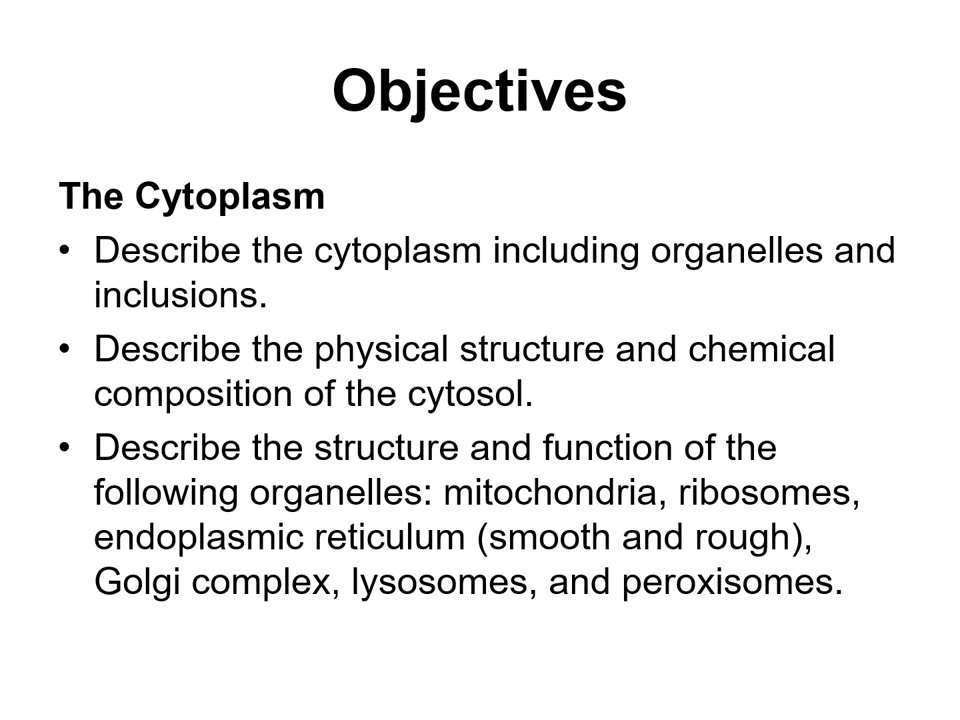 Objectives
The Cytoplasm
• Describe the cytoplasm including organelles and
inclusions.
• Describe the physical structure and chemical
composition of the cytosol.
• Describe the structure and function of the
following organelles: mitochondria, ribosomes,
endoplasmic reticulum (smooth and rough),
Golgi complex, lysosomes, and peroxisomes.